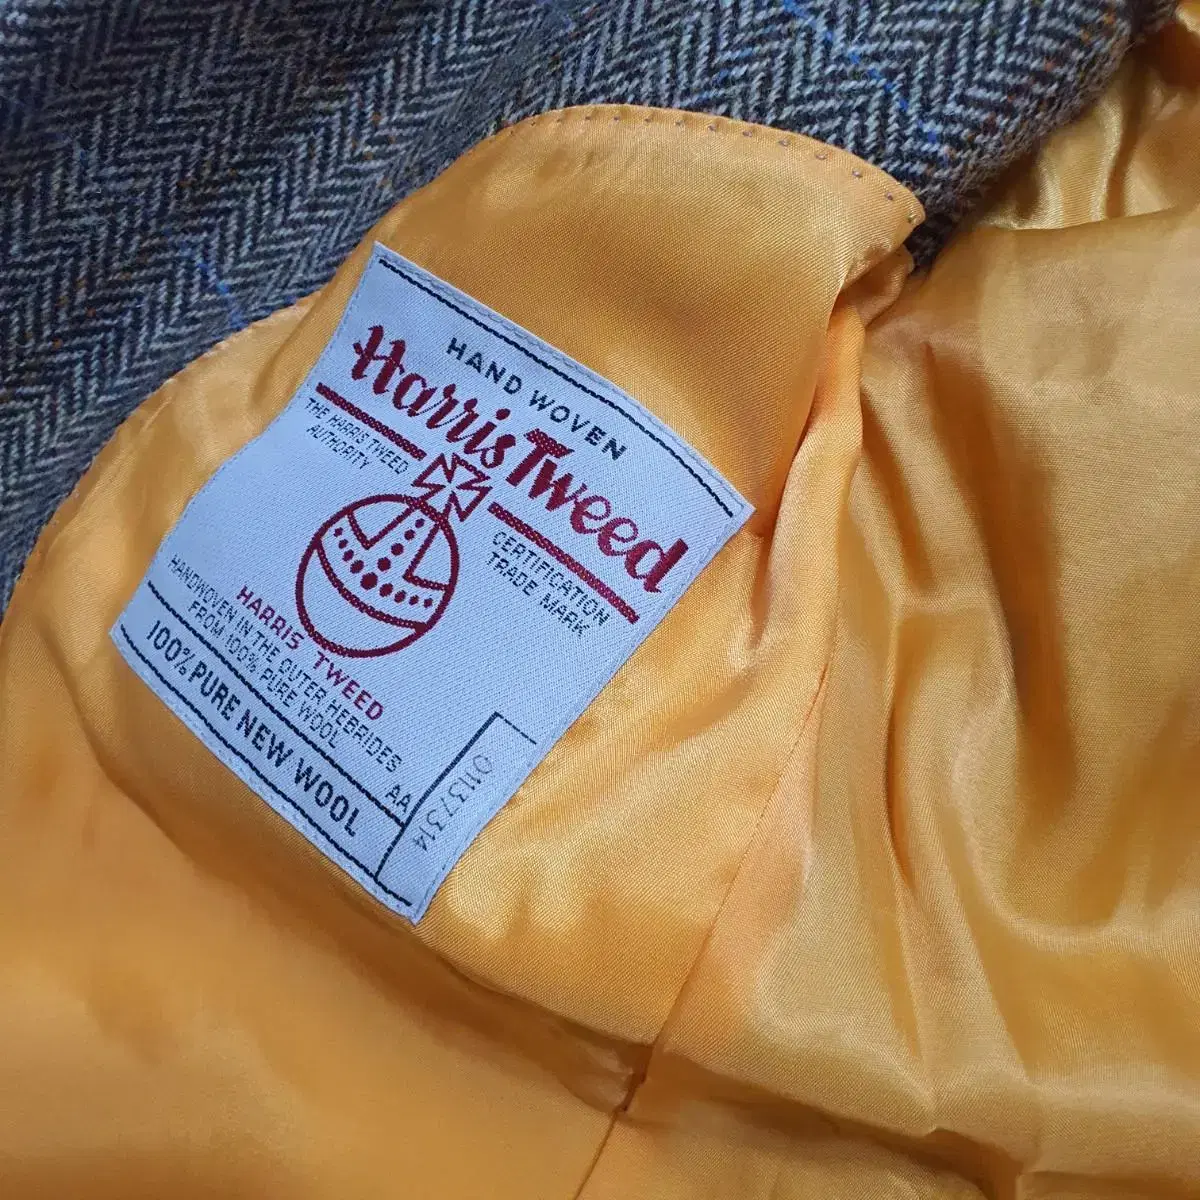 HAND WOVEN
Harris Tweed
THE HARRIS TWEED
AUTHORITY
CERTIFICATION
TRADE MARK
HARRIS TWEED
HANDWOVEN IN THE OUTER HEBRIDES
FROM 100% PURE WOOL
AA
100% PURE NEW WOOL
01137314